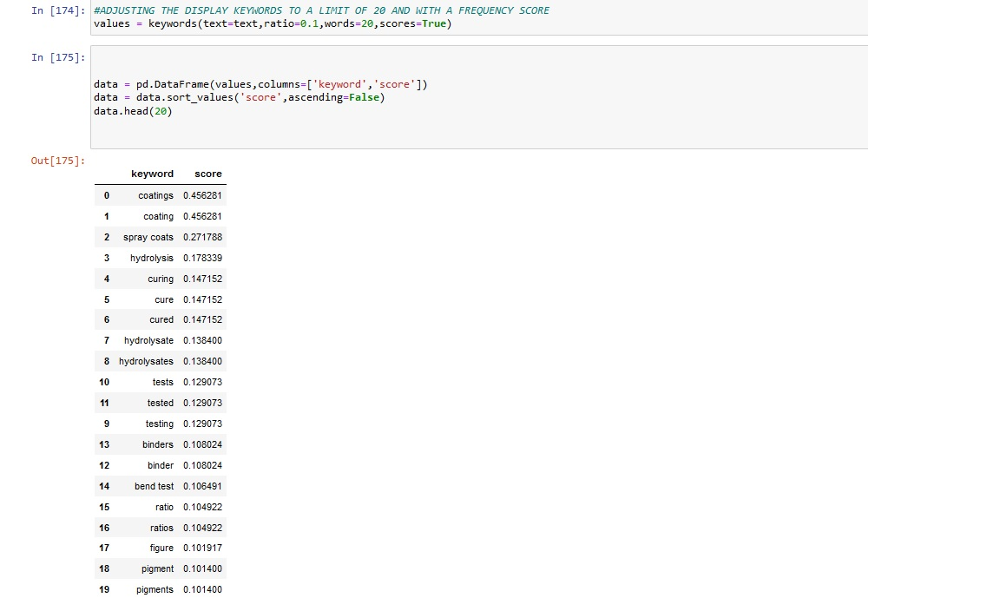 In [174]: #ADJUSTING THE DISPLAY KEYWORDS TO A LIMIT OF 20 AND WITH A FREQUENCY SCORE
values = keywords(text=text,ratio=0.1,words=20,scores=True)
In [175]:
data = pd.DataFrame(values,columns=['keyword','score'])
data = data.sort_values('score',ascending=False)
data.head(20)
Out[175]:
keyword score
0 coatings 0.456281
1 coating 0.456281
2 spray coats 0.271788
3 hydrolysis 0.178339
4 curing 0.147152
5 cure 0.147152
6 cured 0.147152
7 hydrolysate 0.138400
8 hydrolysates 0.138400
10 tests 0.129073
11 tested 0.129073
9 testing 0.129073
13 binders 0.108024
12 binder 0.108024
14 bend test 0.106491
15 ratio 0.104922
16 ratios 0.104922
17 figure 0.101917
18 pigment 0.101400
19 pigments 0.101400